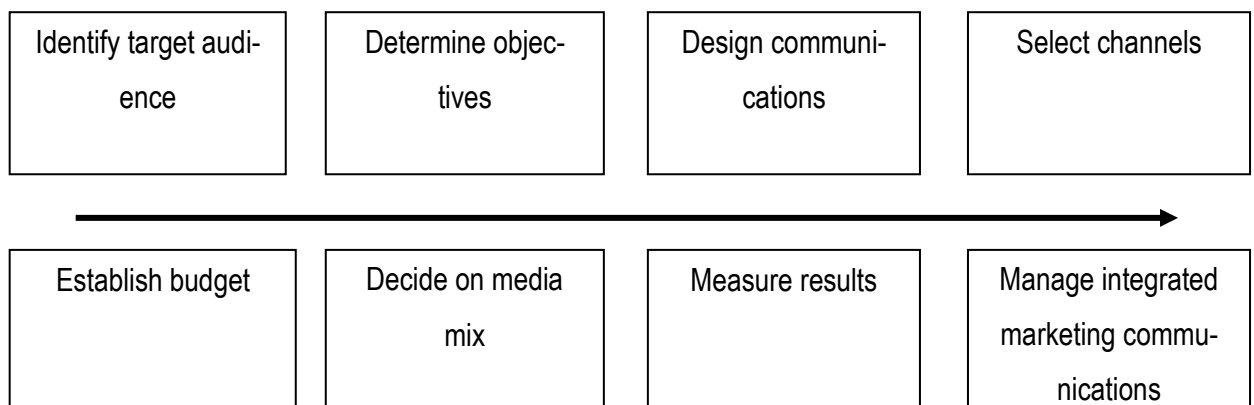 Identify target audi-
ence
Determine objec-
tives
Design communi-
cations
Select channels
Establish budget
Decide on media
mix
Measure results
Manage integrated
marketing commu-
nications